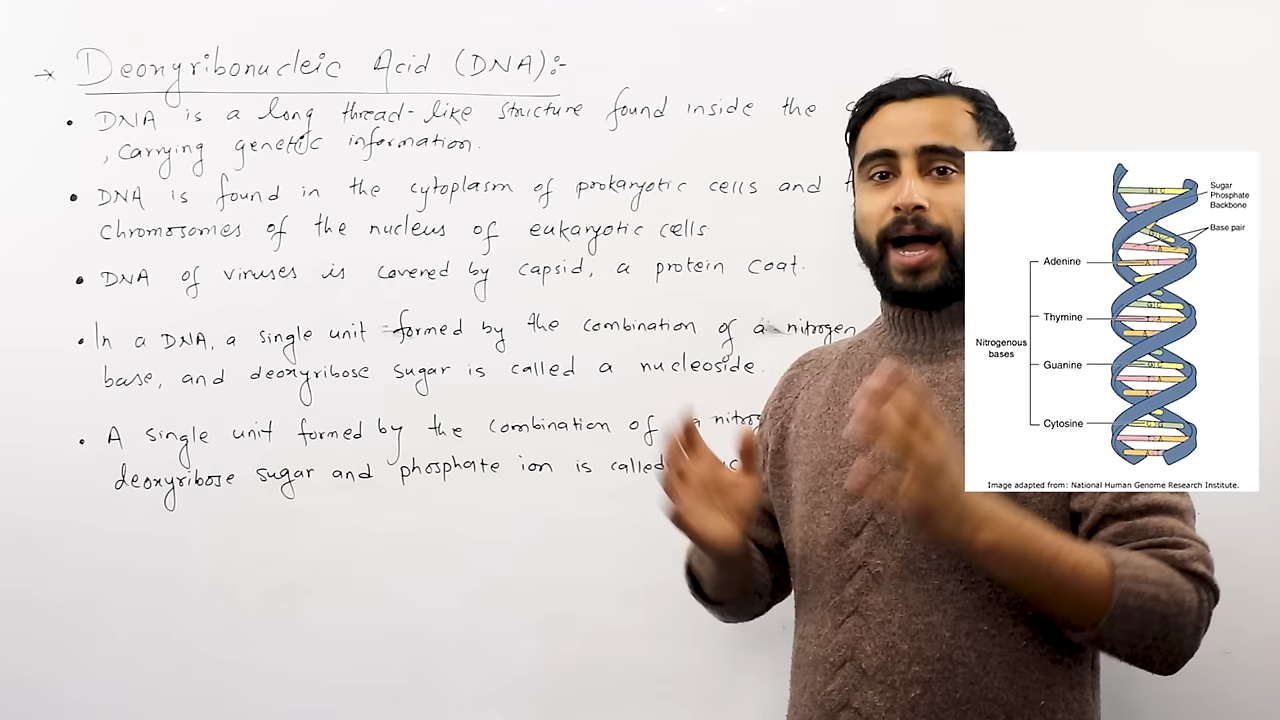 Deoxyribonucleic Acid (DNA):-
• DNA is a long thread-like structure found inside the
, carrying genetic information.
• DNA is found in the cytoplasm of prokaryotic cells and
chromosomes of the nucleus of eukaryotic cells.
• DNA of viruses is covered by capsid, a protein coat.
• In a DNA, a single unit formed by the combination of a nitrogen
base, and deoxyribose sugar is called a nucleoside.
• A single unit formed by the combination of a nitrog
deoxyribose sugar and phosphate ion is called
Sugar
Phosphate
Backbone
Base pair
Adenine
Thymine
Nitrogenous
bases
Guanine
Cytosine
Image adapted from: National Human Genome Research Institute.